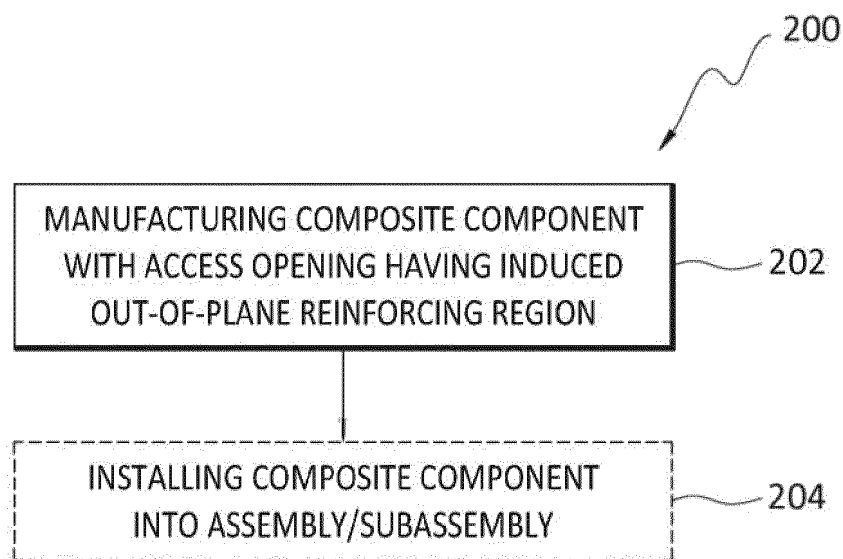 200
MANUFACTURING COMPOSITE COMPONENT
WITH ACCESS OPENING HAVING INDUCED
OUT-OF-PLANE REINFORCING REGION
202
INSTALLING COMPOSITE COMPONENT
INTO ASSEMBLY/SUBASSEMBLY
204